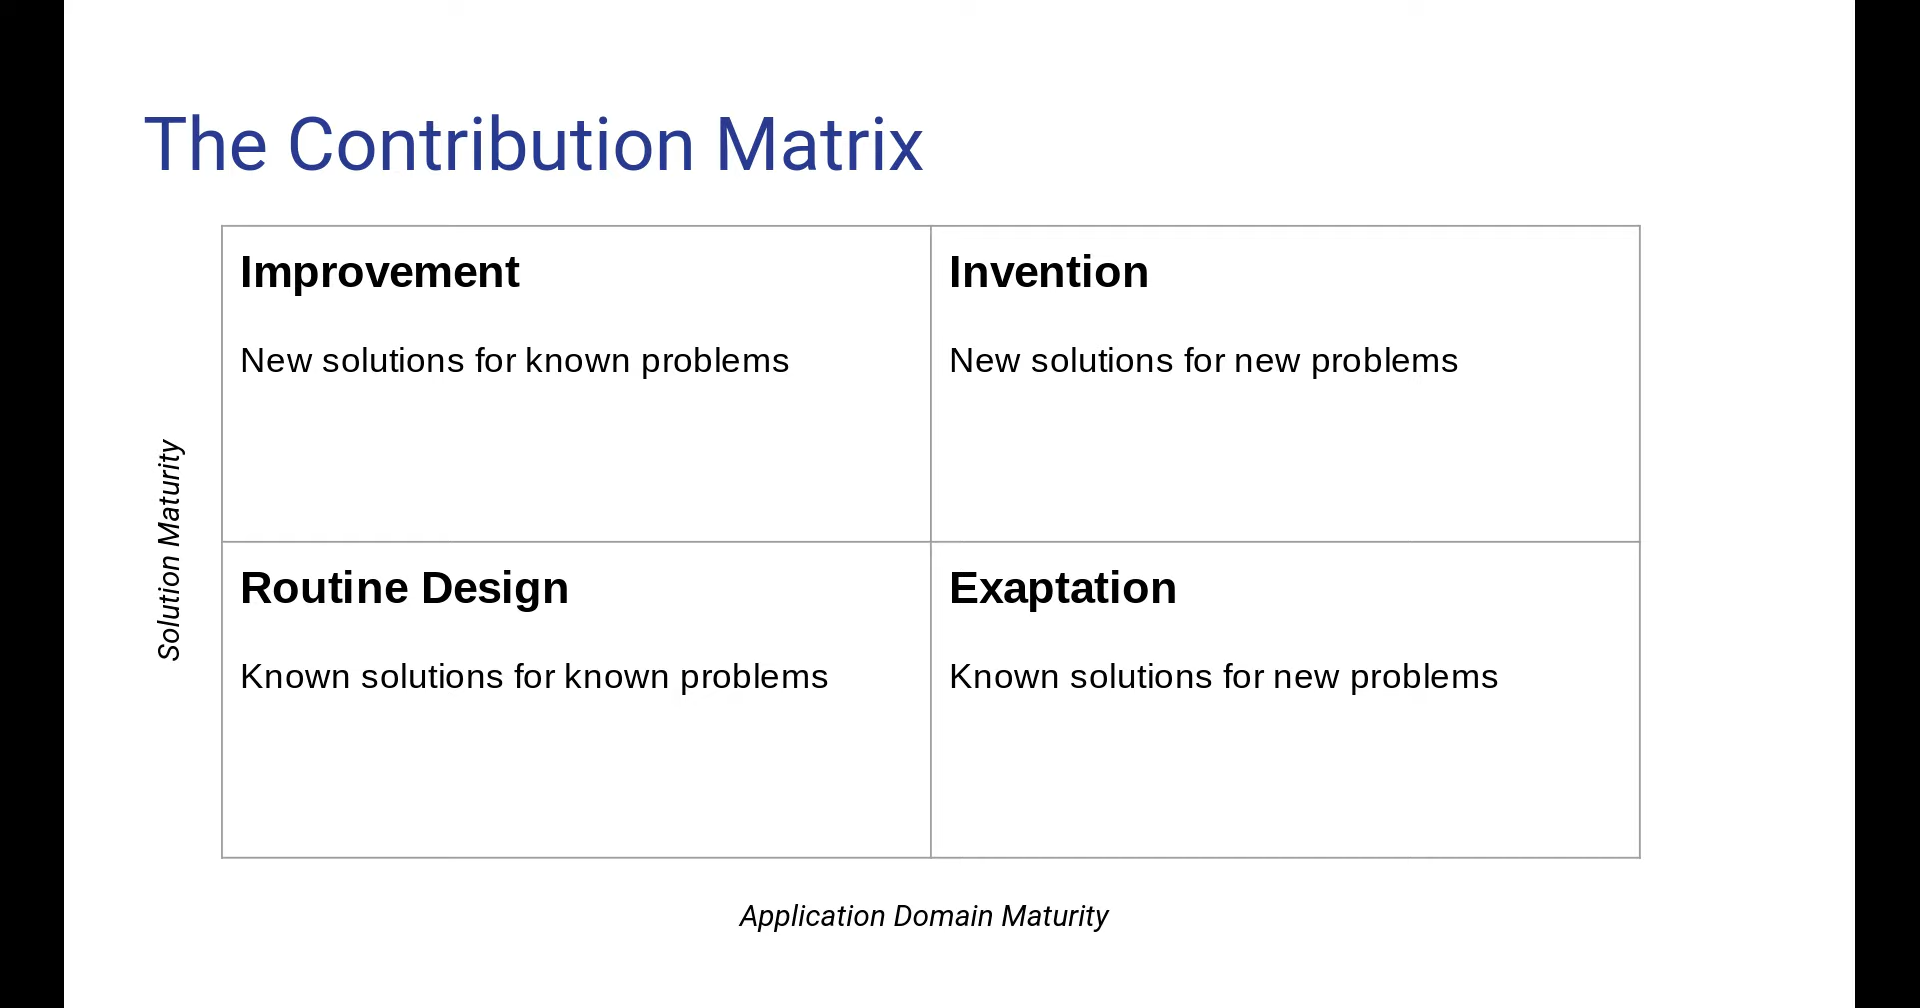 The Contribution Matrix
Improvement
New solutions for known problems
Invention
New solutions for new problems
Solution Maturity
Routine Design
Known solutions for known problems
Exaptation
Known solutions for new problems
Application Domain Maturity